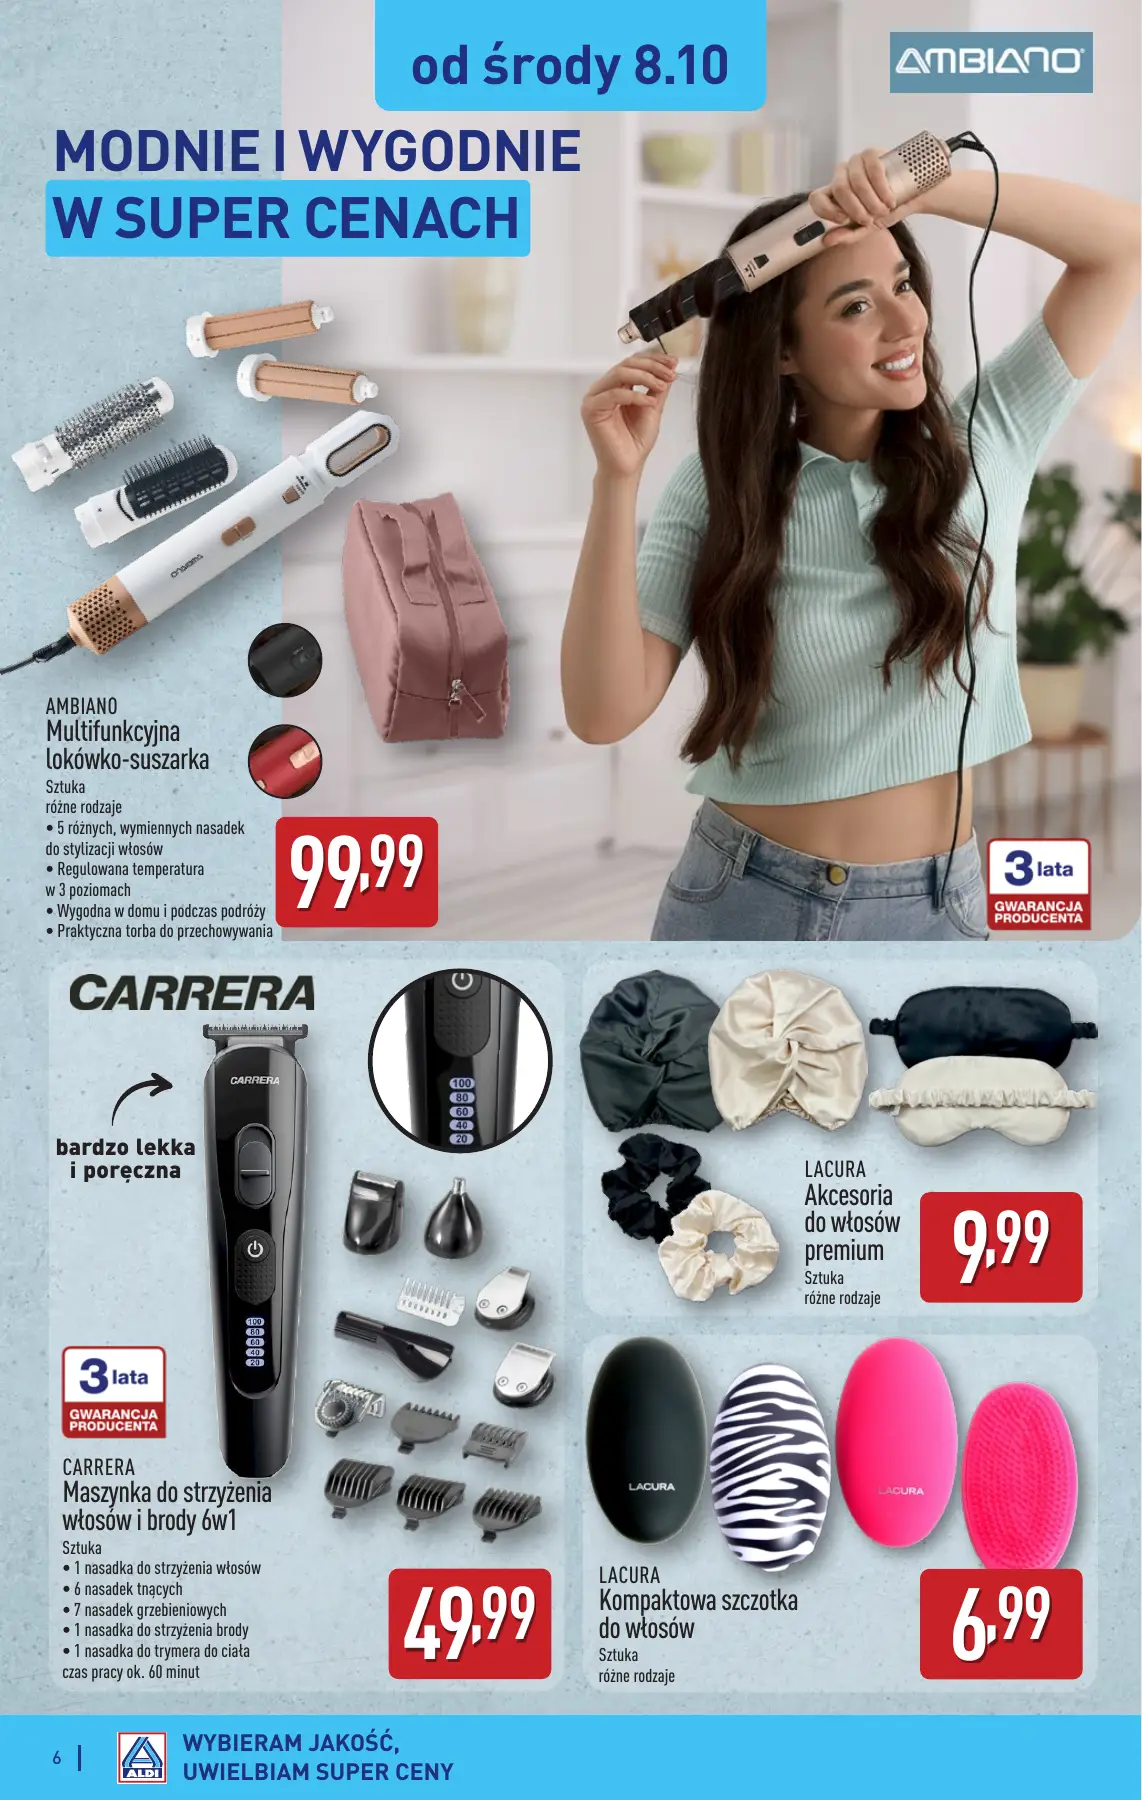 od środy 8.10
AMBIANO
MODNIE I WYGODNIE
W SUPER CENACH
AMBIANO
AMBIANO
Multifunkcyjna
lokówko-suszarka
Sztuka
różne rodzaje
• 5 różnych, wymiennych nasadek
do stylizacji włosów
• Regulowana temperatura
w 3 poziomach
• Wygodna w domu i podczas podróży
• Praktyczna torba do przechowywania
99,99
3 lata
GWARANCJA
PRODUCENTA
CARRERA
bardzo lekka
i poręczna
CARRERA
100
80
60
40
20
100
80
60
40
20
3 lata
GWARANCJA
PRODUCENTA
CARRERA
Maszynka do strzyżenia
włosów i brody 6w1
Sztuka
• 1 nasadka do strzyżenia włosów
• 6 nasadek tnących
• 7 nasadek grzebieniowych
• 1 nasadka do strzyżenia brody
• 1 nasadka do trymera do ciała
czas pracy ok. 60 minut
49,99
LACURA
Akcesoria
do włosów
premium
Sztuka
różne rodzaje
9,99
LACURA
LACURA
LACURA
Kompaktowa szczotka
do włosów
Sztuka
różne rodzaje
6,99
6
ALDI
WYBIERAM JAKOŚĆ,
UWIELBIAM SUPER CENY